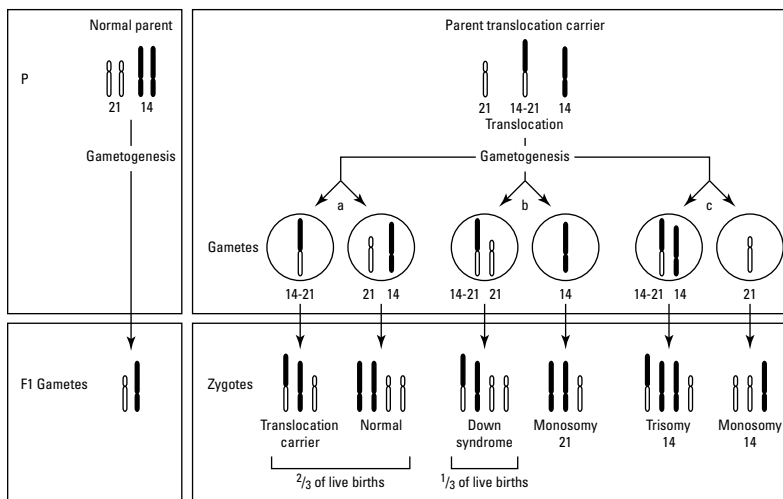 Normal parent
P
21 14
Gametogenesis
F1 Gametes
Parent translocation carrier
21 14-21 14
Translocation
Gametogenesis
a b c
Gametes
14-21 21 14 14-21 21 14 14-21 14 21
Zygotes
Translocation carrier
Normal
Down syndrome
Monosomy 21
Trisomy 14
Monosomy 14
2/3 of live births
1/3 of live births